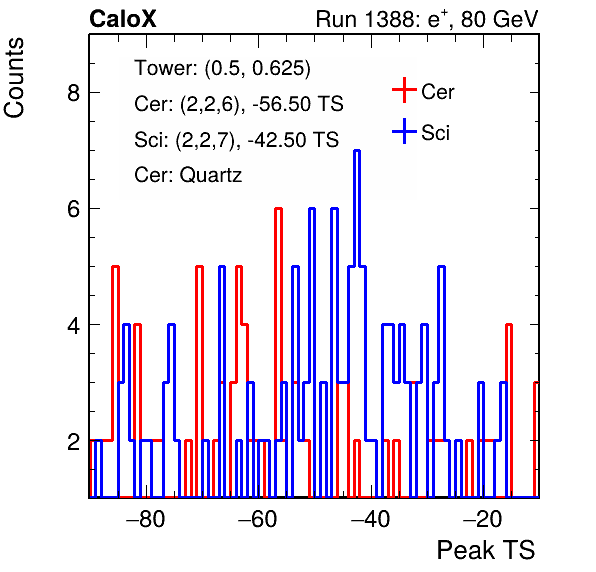 CaloX Run 1388: e⁺, 80 GeV
Counts
Tower: (0.5, 0.625)
Cer: (2,2,6), -56.50 TS
Sci: (2,2,7), -42.50 TS
Cer: Quartz
Cer
Sci
8
6
4
2
−80 −60 −40 −20
Peak TS